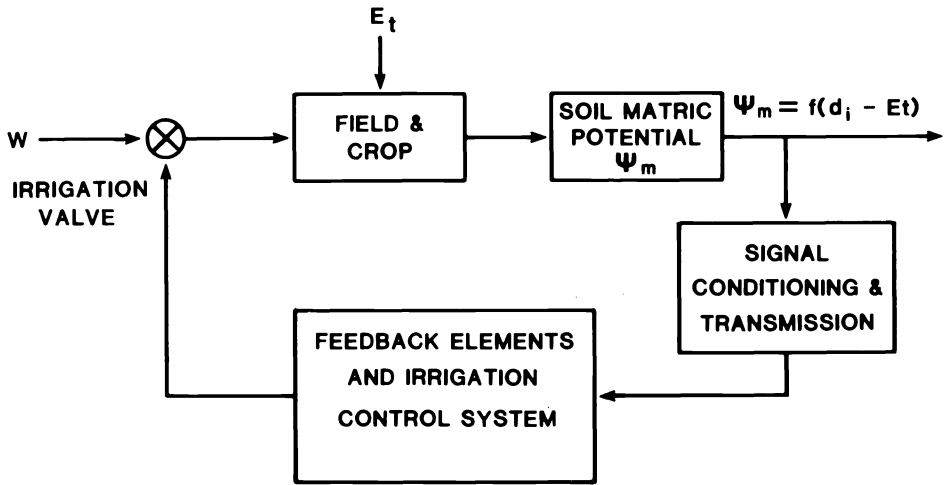 E_t
FIELD &
CROP
SOIL MATRIC
POTENTIAL
Ψ_m
Ψ_m = f(d_i - Et)
W
IRRIGATION
VALVE
SIGNAL
CONDITIONING &
TRANSMISSION
FEEDBACK ELEMENTS
AND IRRIGATION
CONTROL SYSTEM